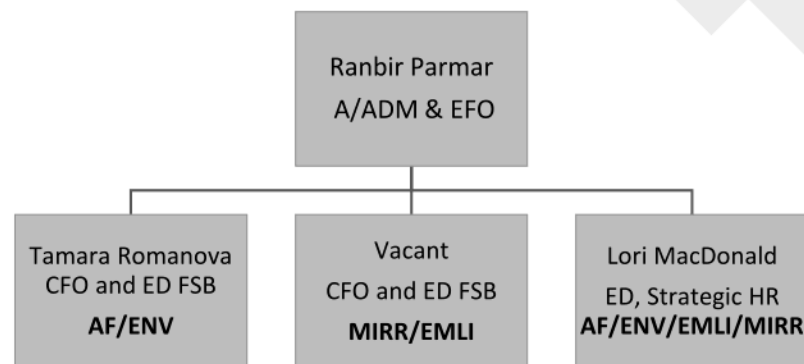 Ranbir Parmar
A/ADM & EFO
Tamara Romanova
CFO and ED FSB
AF/ENV
Vacant
CFO and ED FSB
MIRR/EMLI
Lori MacDonald
ED, Strategic HR
AF/ENV/EMLI/MIRR